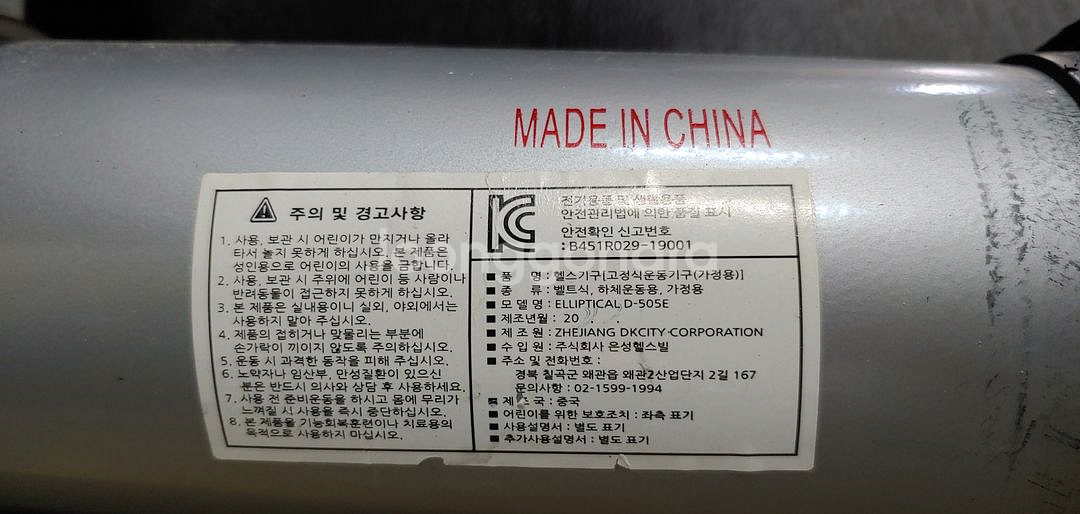 MADE IN CHINA
주의 및 경고사항
1. 사용, 보관 시 어린이가 만지거나 올라
타서 놀지 못하게 하십시오. 본 제품은
성인용으로 어린이의 사용을 금합니다.
2. 사용, 보관 시 주위에 어린이 등 사람이나
반려동물이 접근하지 못하게 하십시오.
3. 본 제품은 실내용이니 실외, 야외에서는
사용하지 말아 주십시오.
4. 제품의 접히거나 맞물리는 부분에
손가락이 끼이지 않도록 주의하십시오.
5. 운동 시 과격한 동작을 피해 주십시오.
6. 노약자나 임산부, 만성질환이 있으신
분은 반드시 의사와 상담 후 사용하세요.
7. 사용 전 준비운동을 하시고 몸에 무리가
느껴질 시 사용을 즉시 중단하십시오.
8. 본 제품을 기능회복훈련이나 치료용의
목적으로 사용하지 마십시오.
KC
전기용품 및 생활용품
안전관리법에 의한 품질 표시
안전확인 신고번호
: B451R029-19001
■ 품 명 : 헬스기구[고정식운동기구(가정용)]
■ 종 류 : 벨트식, 하체운동용, 가정용
■ 모 델 명 : ELLIPTICAL D-505E
■ 제조년월 : 20 . .
■ 제 조 원 : ZHEJIANG DKCITY CORPORATION
■ 수 입 원 : 주식회사 은성헬스빌
■ 주소 및 전화번호 :
경북 칠곡군 왜관읍 왜관2산업단지 2길 167
문의사항 : 02-1599-1994
■ 제 조 국 : 중국
■ 어린이를 위한 보호조치 : 좌측 표기
■ 사용설명서 : 별도 표기
■ 추가사용설명서 : 별도 표기